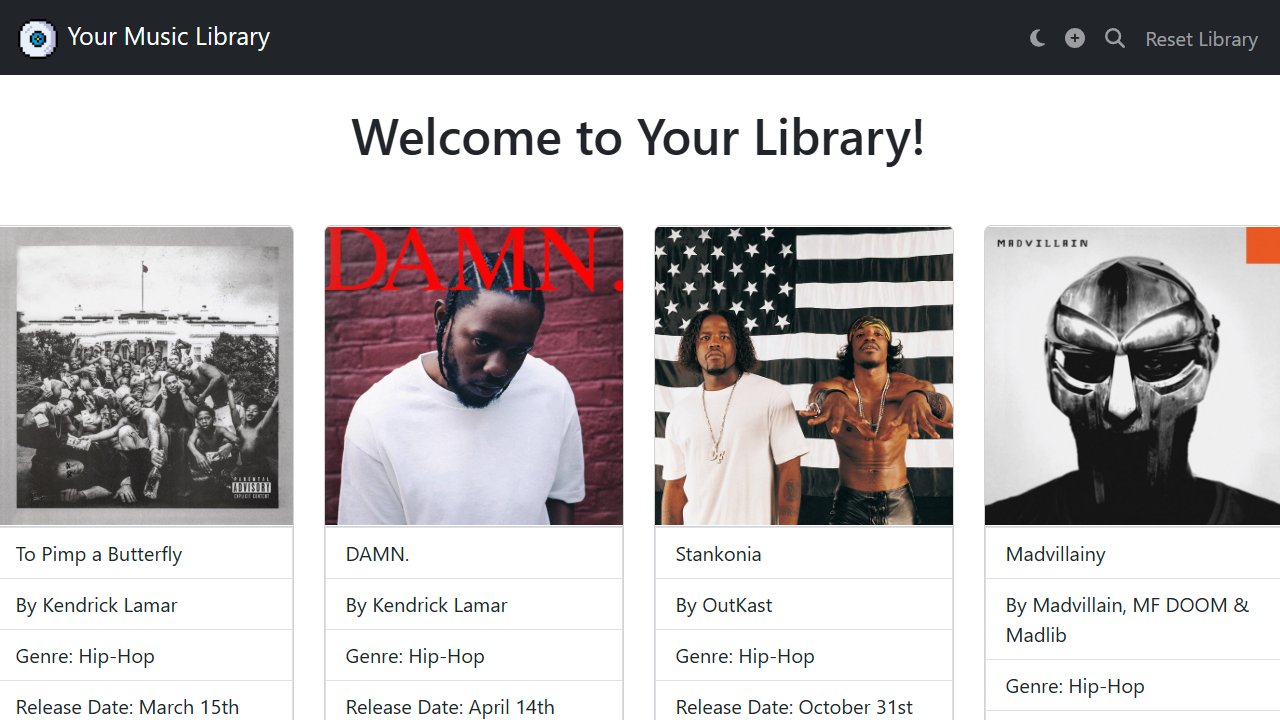 Your Music Library
Reset Library
Welcome to Your Library!
PARENTAL
ADVISORY
EXPLICIT CONTENT
To Pimp a Butterfly
By Kendrick Lamar
Genre: Hip-Hop
Release Date: March 15th
DAMN.
DAMN.
By Kendrick Lamar
Genre: Hip-Hop
Release Date: April 14th
Stankonia
By OutKast
Genre: Hip-Hop
Release Date: October 31st
MADVILLAIN
Madvillainy
By Madvillain, MF DOOM &
Madlib
Genre: Hip-Hop